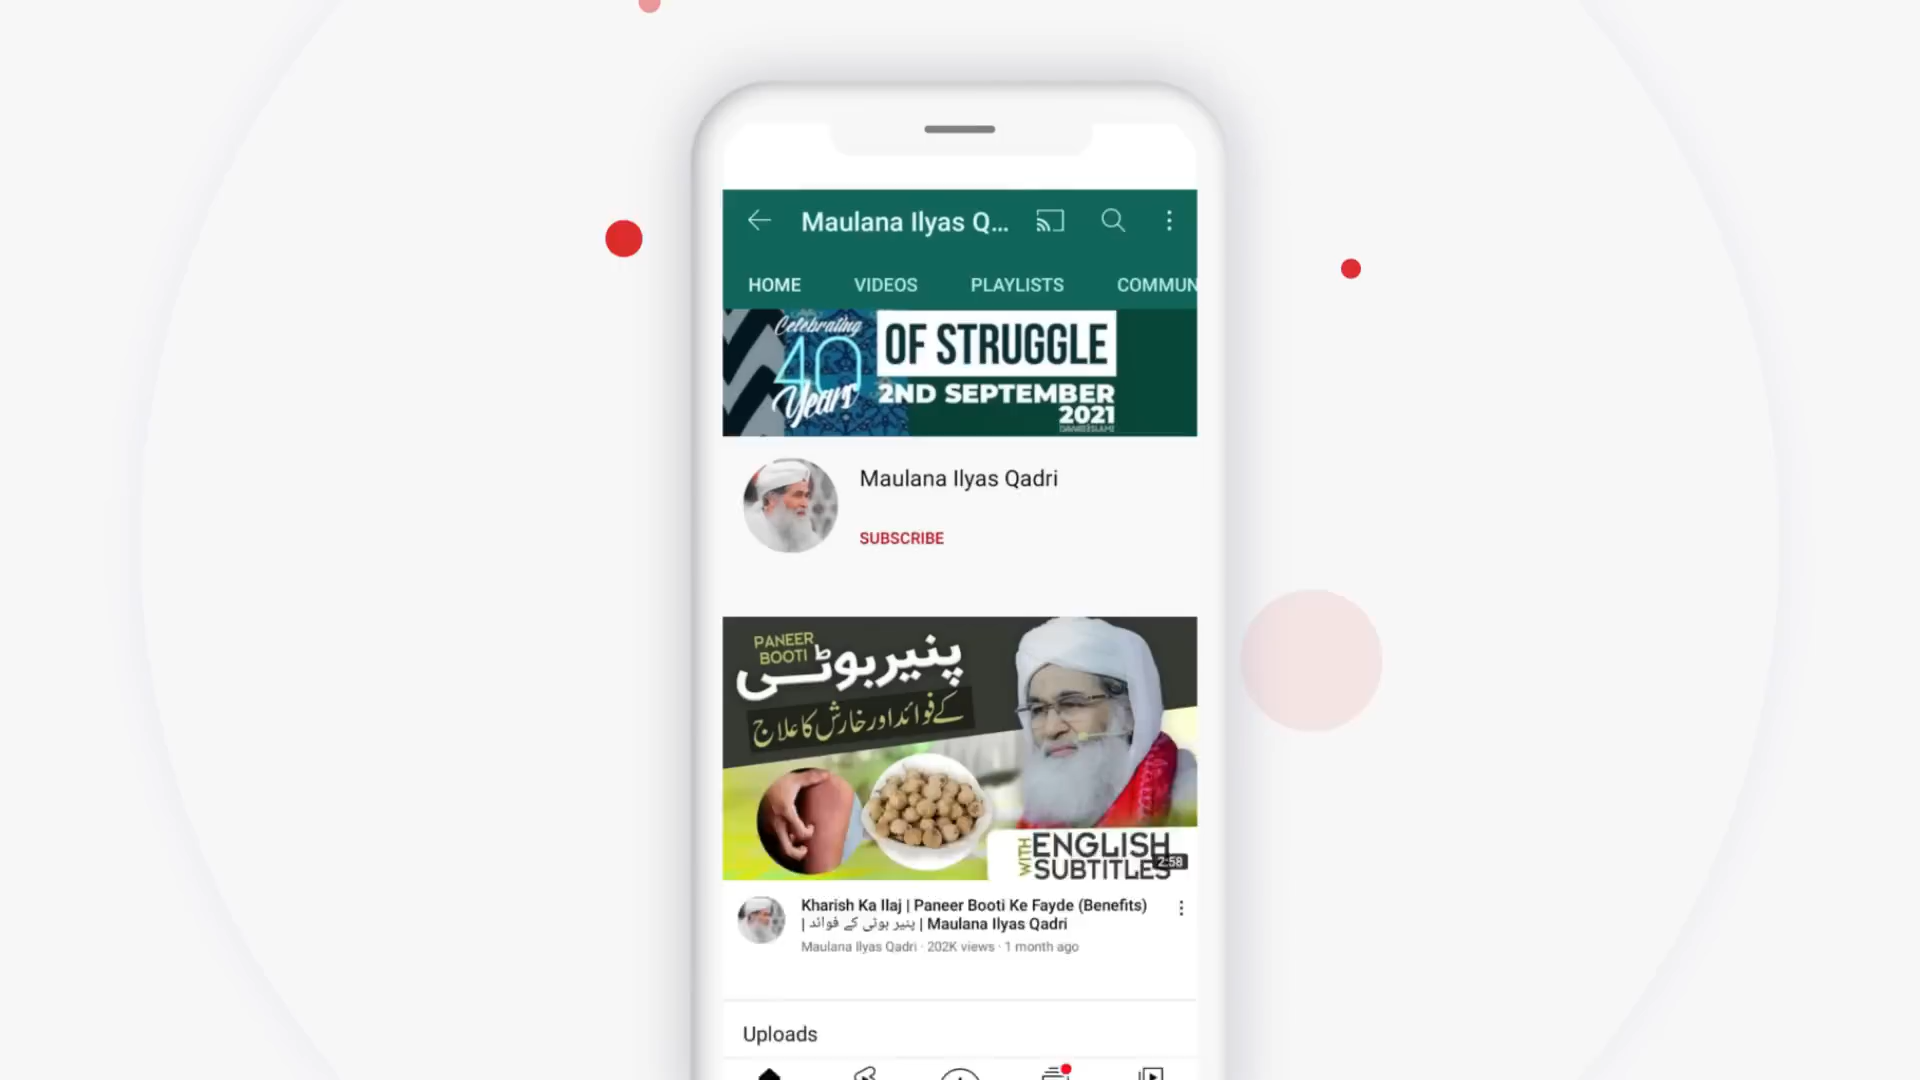 Maulana Ilyas Q...
HOME VIDEOS PLAYLISTS COMMUN
Celebrating
40
Years
OF STRUGGLE
2ND SEPTEMBER
2021
Maulana Ilyas Qadri
SUBSCRIBE
PANEER
BOOTI
پنیر بوٹی
کے فوائد اور خارش کا علاج
WITH
ENGLISH
SUBTITLES
2:58
Kharish Ka Ilaj | Paneer Booti Ke Fayde (Benefits)
| پنیر بوٹی کے فوائد | Maulana Ilyas Qadri
Maulana Ilyas Qadri · 202K views · 1 month ago
Uploads